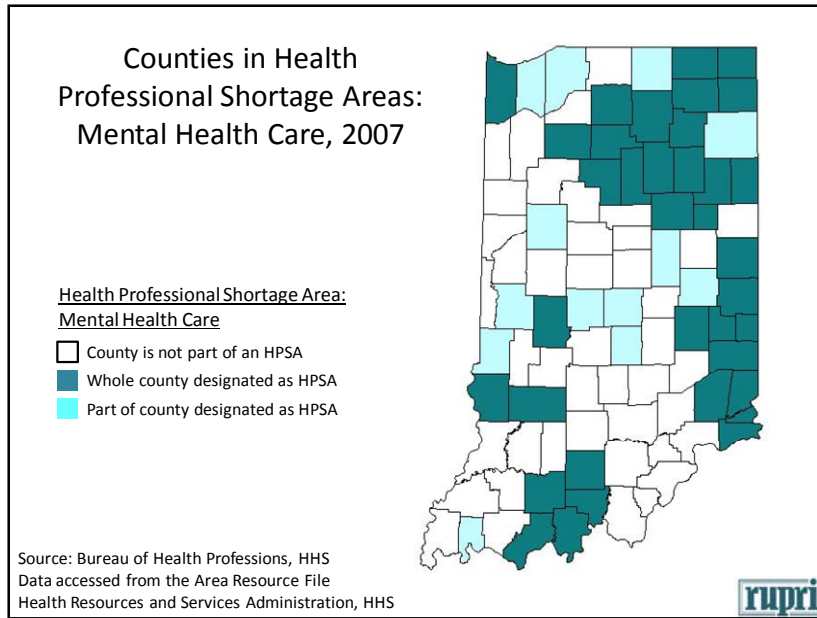 Counties in Health
Professional Shortage Areas:
Mental Health Care, 2007
Health Professional Shortage Area:
Mental Health Care
County is not part of an HPSA
Whole county designated as HPSA
Part of county designated as HPSA
Source: Bureau of Health Professions, HHS
Data accessed from the Area Resource File
Health Resources and Services Administration, HHS
rupri